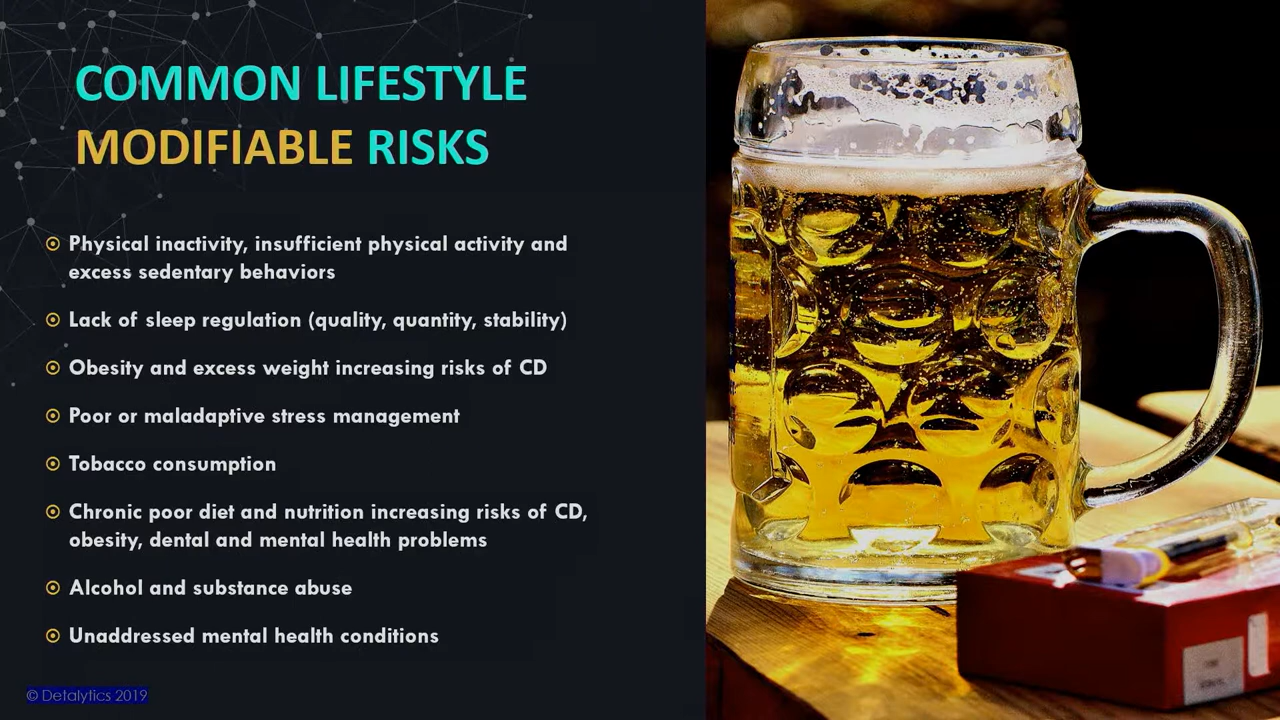 COMMON LIFESTYLE
MODIFIABLE RISKS
Physical inactivity, insufficient physical activity and
excess sedentary behaviors
Lack of sleep regulation (quality, quantity, stability)
Obesity and excess weight increasing risks of CD
Poor or maladaptive stress management
Tobacco consumption
Chronic poor diet and nutrition increasing risks of CD,
obesity, dental and mental health problems
Alcohol and substance abuse
Unaddressed mental health conditions
© Detalytics 2019